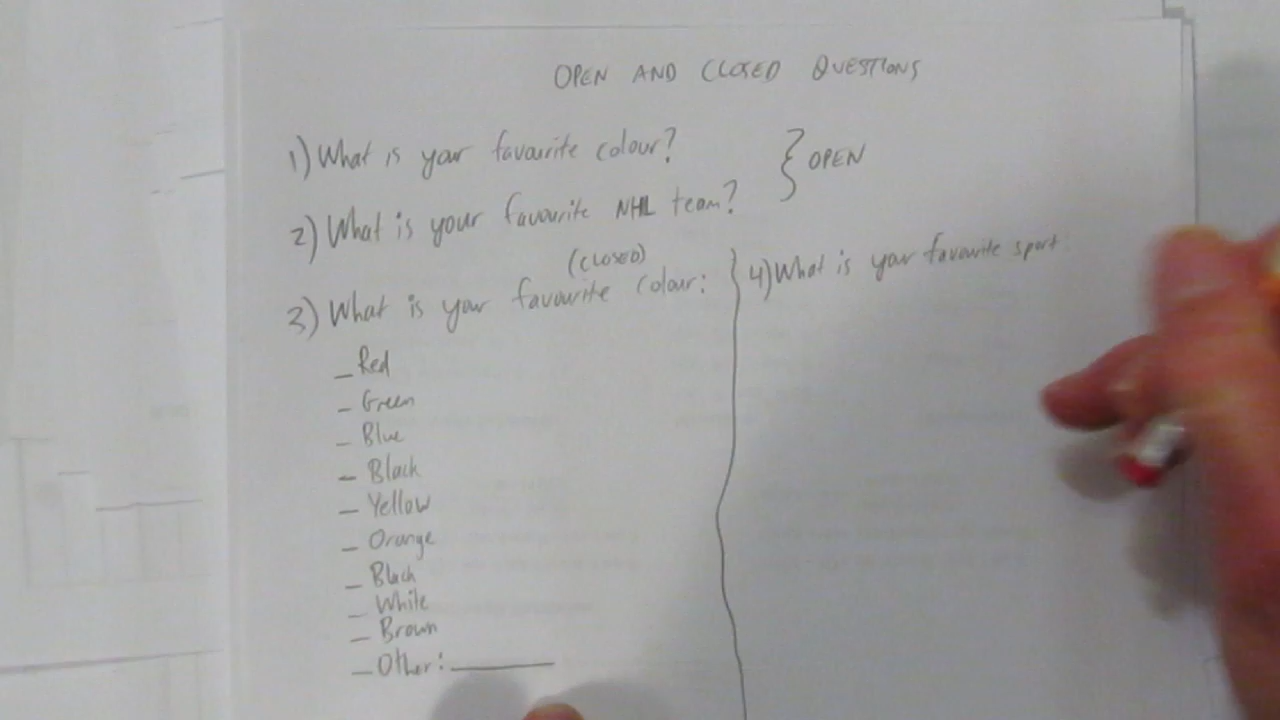 OPEN AND CLOSED QUESTIONS
1) What is your favourite colour?
} OPEN
2) What is your favourite NHL team?
(CLOSED)
3) What is your favourite colour:
_ Red
_ Green
_ Blue
_ Black
_ Yellow
_ Orange
_ Black
_ White
_ Brown
_ Other: ______
4) What is your favourite sport